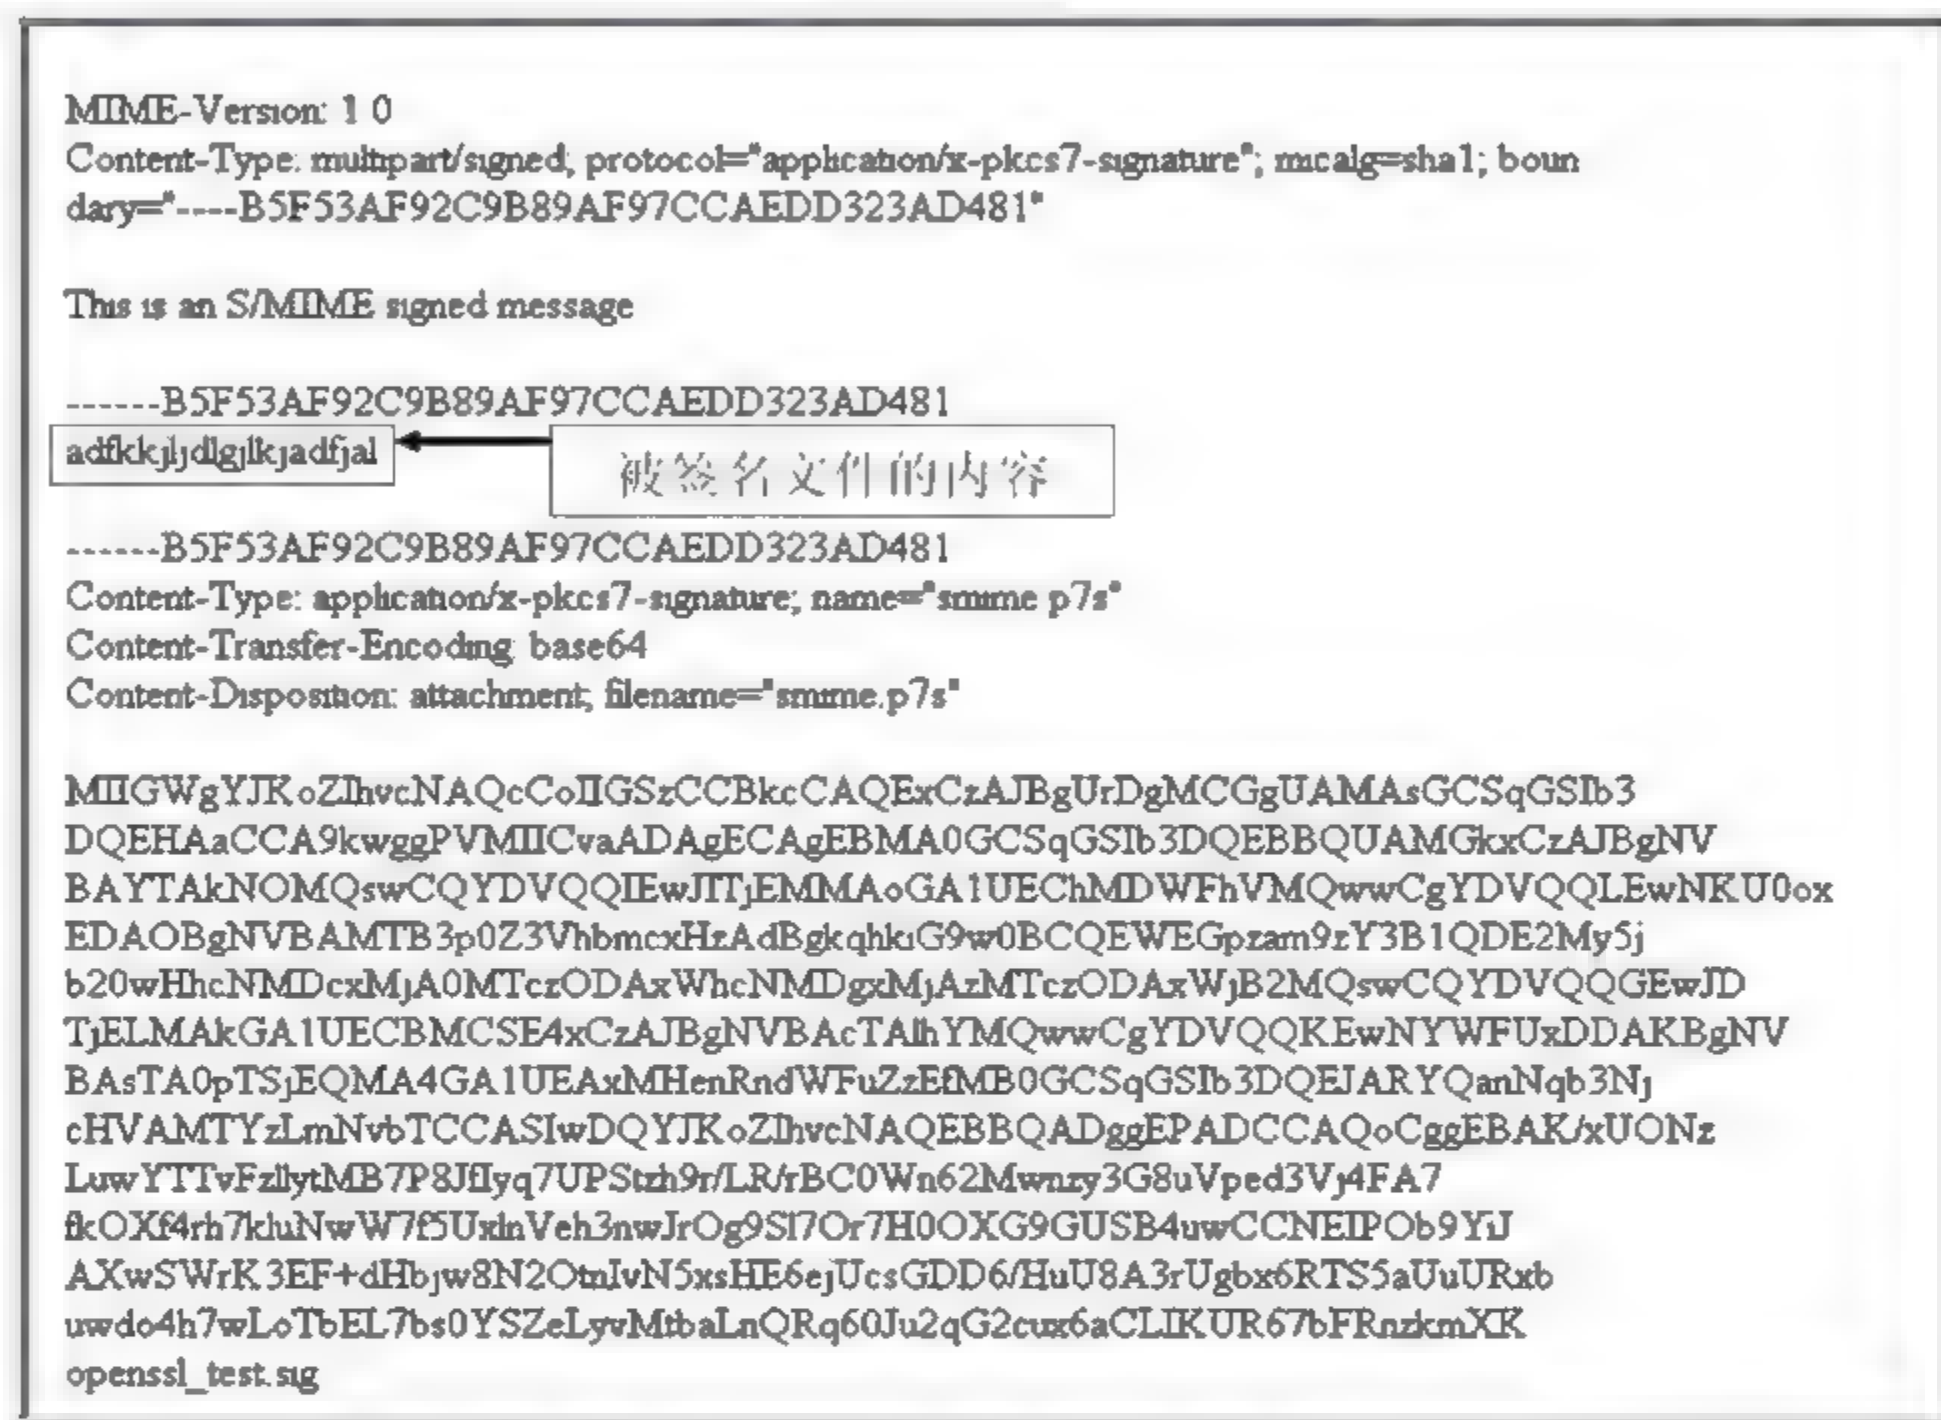 MIME-Version: 1 0
Content-Type: multipart/signed; protocol="application/x-pkcs7-signature"; micalg=sha1; boun
dary="----B5F53AF92C9B89AF97CCAEDD323AD481"
This is an S/MIME signed message
------B5F53AF92C9B89AF97CCAEDD323AD481
adfkkjljdlgjlkjadfjal
被签名文件的内容
------B5F53AF92C9B89AF97CCAEDD323AD481
Content-Type: application/x-pkcs7-signature; name="smime p7s"
Content-Transfer-Encoding: base64
Content-Disposition: attachment; filename="smime.p7s"
MIIGWgYJKoZIhvcNAQcCoIIGSzCCBkcCAQExCzAJBgUrDgMCGgUAMAsGCSqGSIb3
DQEHAaCCA9kwggPVMIICvaADAgECAgEBMA0GCSqGSIb3DQEBBQUAMGkxCzAJBgNV
BAYTAkNOMQswCQYDVQQIEwJITjEMMAoGA1UEChMDWFhVMQwwCgYDVQQLEwNKU0ox
EDAOBgNVBAMTB3p0Z3VhbmcxHzAdBgkqhkiG9w0BCQEWEGpzam9zY3B1QDE2My5j
b20wHhcNMDcxMjA0MTczODAxWhcNMDgxMjAzMTczODAxWjB2MQswCQYDVQQGEwJD
TjELMAkGA1UECBMCSE4xCzAJBgNVBAcTAlhYMQwwCgYDVQQKEwNYWFUxDDAKBgNV
BAsTA0pTSjEQMA4GA1UEAxMHenRndWFuZzEfMB0GCSqGSIb3DQEJARYQanNqb3Nj
cHVAMTYzLmNvbTCCASIwDQYJKoZIhvcNAQEBBQADggEPADCCAQoCggEBAK/xUONz
LuwYTTvFzllytMB7P8JfIyq7UPStzh9r/LR/rBC0Wn62Mwnzy3G8uVped3Vj4FA7
fkOXf4rh7kluNwW7f5UxlnVeh3nwJrOg9Sl7Or7H0OXG9GUSB4uwCCNEIPOb9YiJ
AXwSWrK3EF+dHbjw8N2OtnIvN5xsHE6ejUcsGDD6/HuU8A3rUgbx6RTS5aUuURxb
uwdo4h7wLoTbEL7bs0YSZeLyvMtbaLnQRq60Ju2qG2cux6aCLIKUR67bFRnzkmXK
openssl_test.sig